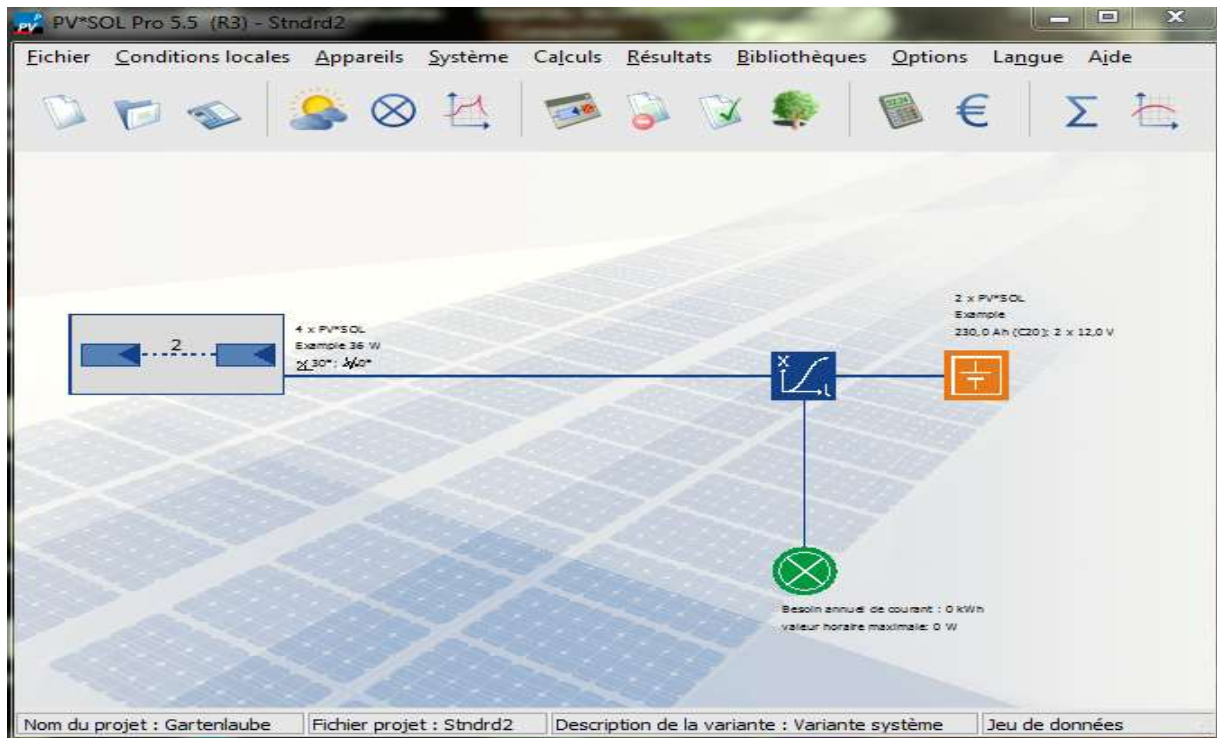 PV*SOL Pro 5.5 (R3) - Stndrd2
Fichier Conditions locales Appareils Système Calculs Résultats Bibliothèques Options Langue Aide
2
4 x PV*SOL
Example 36 W
30°; 0°
2 x PV*SOL
Example
230,0 Ah (C20); 2 x 12,0 V
Besoin annuel de courant : 0 kWh
valeur horaire maximale: 0 W
Nom du projet : Gartenlaube Fichier projet : Stndrd2 Description de la variante : Variante système Jeu de données